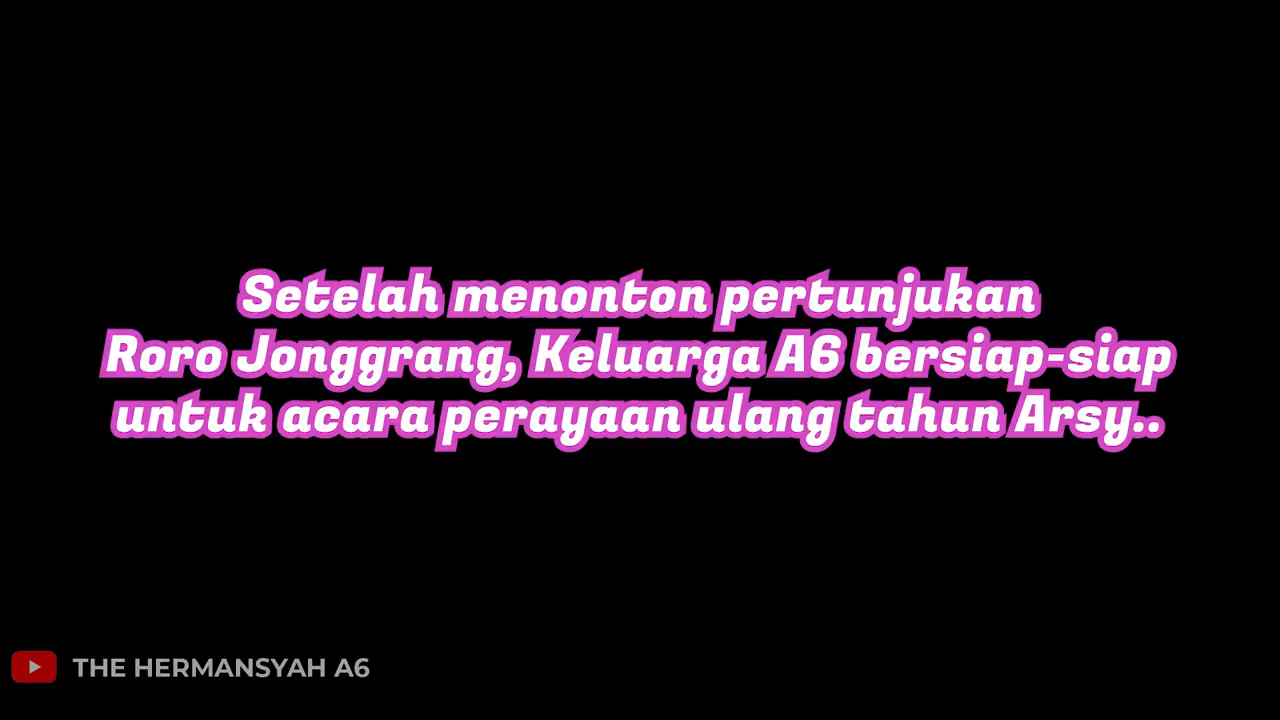 Setelah menonton pertunjukan
Roro Jonggrang, Keluarga A6 bersiap-siap
untuk acara perayaan ulang tahun Arsy..
THE HERMANSYAH A6